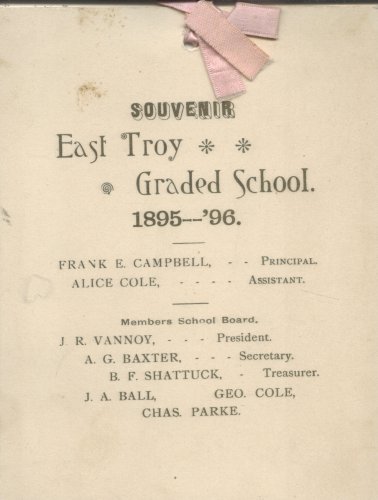 SOUVENIR
East Troy * *
Graded School.
1895--'96.
FRANK E. CAMPBELL, - - PRINCIPAL.
ALICE COLE, - - - - ASSISTANT.
Members School Board.
J. R. VANNOY, - - - President.
A. G. BAXTER, - - - Secretary.
B. F. SHATTUCK, - Treasurer.
J. A. BALL, GEO. COLE,
CHAS. PARKE.